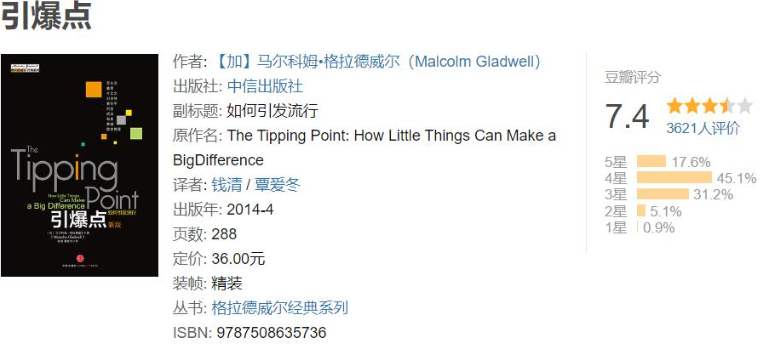 引爆点
The
Tipping
Point
How Little Things
Can Make
a Big Difference
如何引发流行
引爆点 新版
作者: 【加】马尔科姆•格拉德威尔（Malcolm Gladwell）
出版社: 中信出版社
副标题: 如何引发流行
原作名: The Tipping Point: How Little Things Can Make a
BigDifference
译者: 钱清 / 覃爱冬
出版年: 2014-4
页数: 288
定价: 36.00元
装帧: 精装
丛书: 格拉德威尔经典系列
ISBN: 9787508635736
豆瓣评分
7.4
3621人评价
5星 17.6%
4星 45.1%
3星 31.2%
2星 5.1%
1星 0.9%